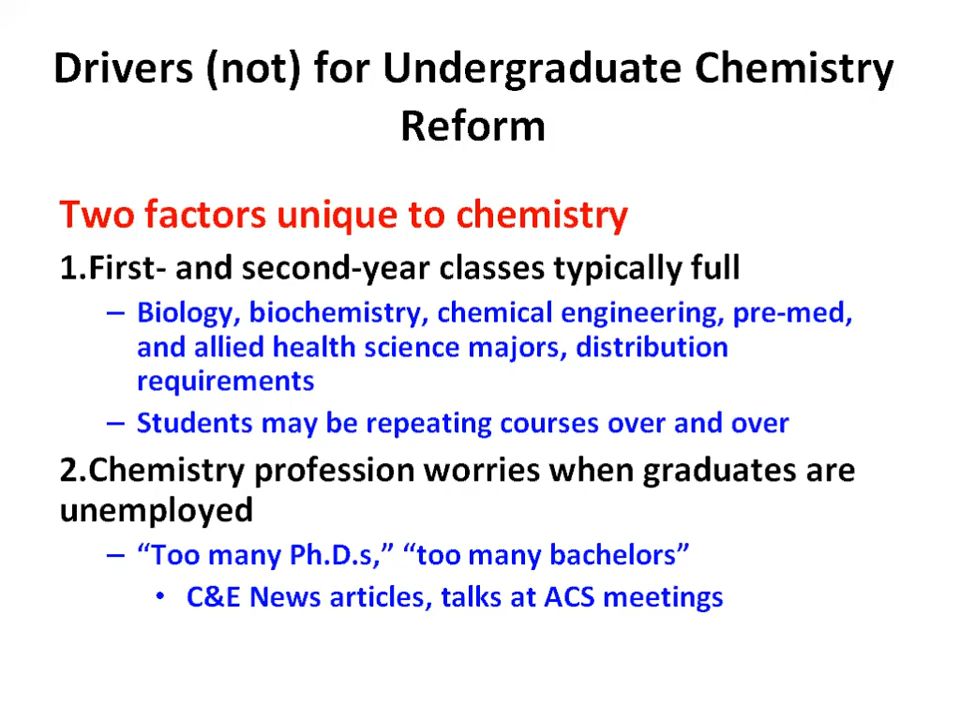 Drivers (not) for Undergraduate Chemistry
Reform
Two factors unique to chemistry
1.First- and second-year classes typically full
– Biology, biochemistry, chemical engineering, pre-med,
and allied health science majors, distribution
requirements
– Students may be repeating courses over and over
2.Chemistry profession worries when graduates are
unemployed
– “Too many Ph.D.s,” “too many bachelors”
• C&E News articles, talks at ACS meetings